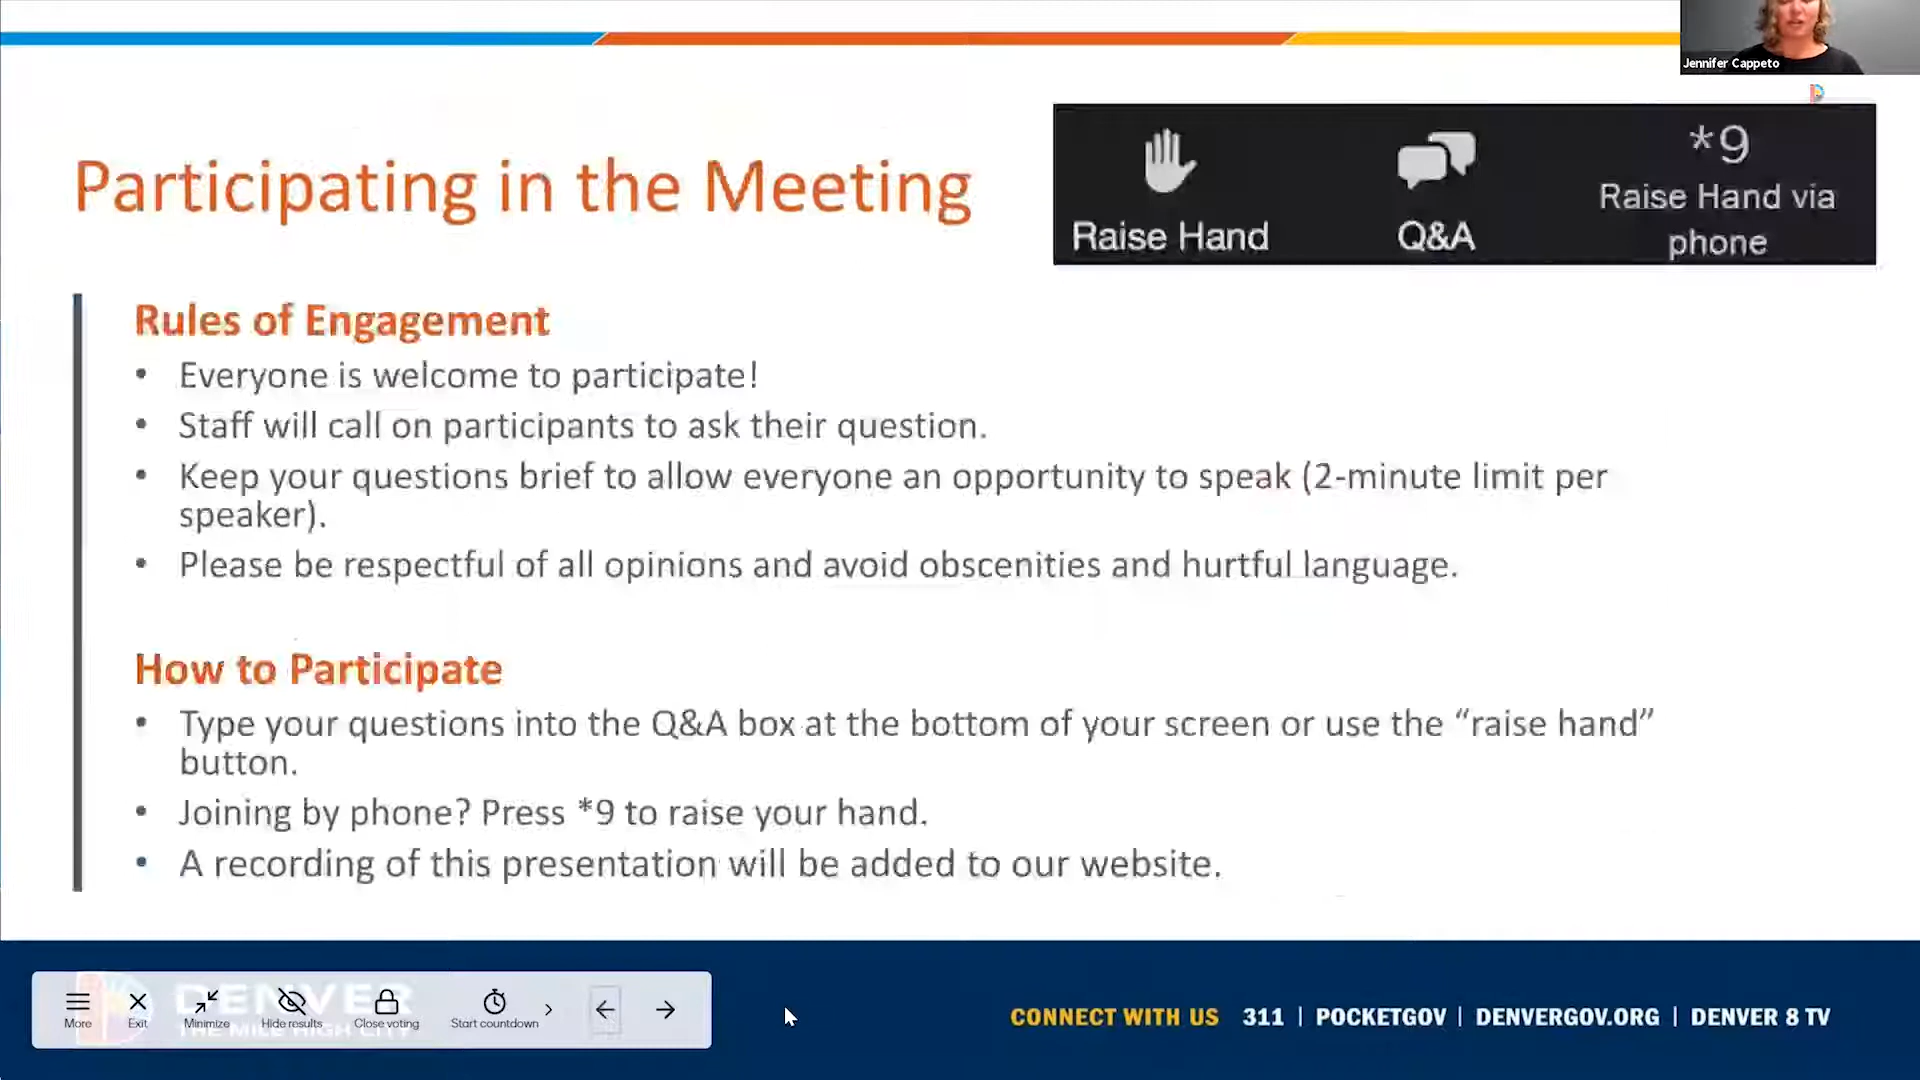 Jennifer Cappeto
Participating in the Meeting
Raise Hand
Q&A
*9
Raise Hand via
phone
Rules of Engagement
• Everyone is welcome to participate!
• Staff will call on participants to ask their question.
• Keep your questions brief to allow everyone an opportunity to speak (2-minute limit per
speaker).
• Please be respectful of all opinions and avoid obscenities and hurtful language.
How to Participate
• Type your questions into the Q&A box at the bottom of your screen or use the “raise hand”
button.
• Joining by phone? Press *9 to raise your hand.
• A recording of this presentation will be added to our website.
DENVER
THE MILE HIGH CITY
More
Exit
Minimize
Hide results
Close voting
Start countdown
CONNECT WITH US 311 | POCKETGOV | DENVERGOV.ORG | DENVER 8 TV